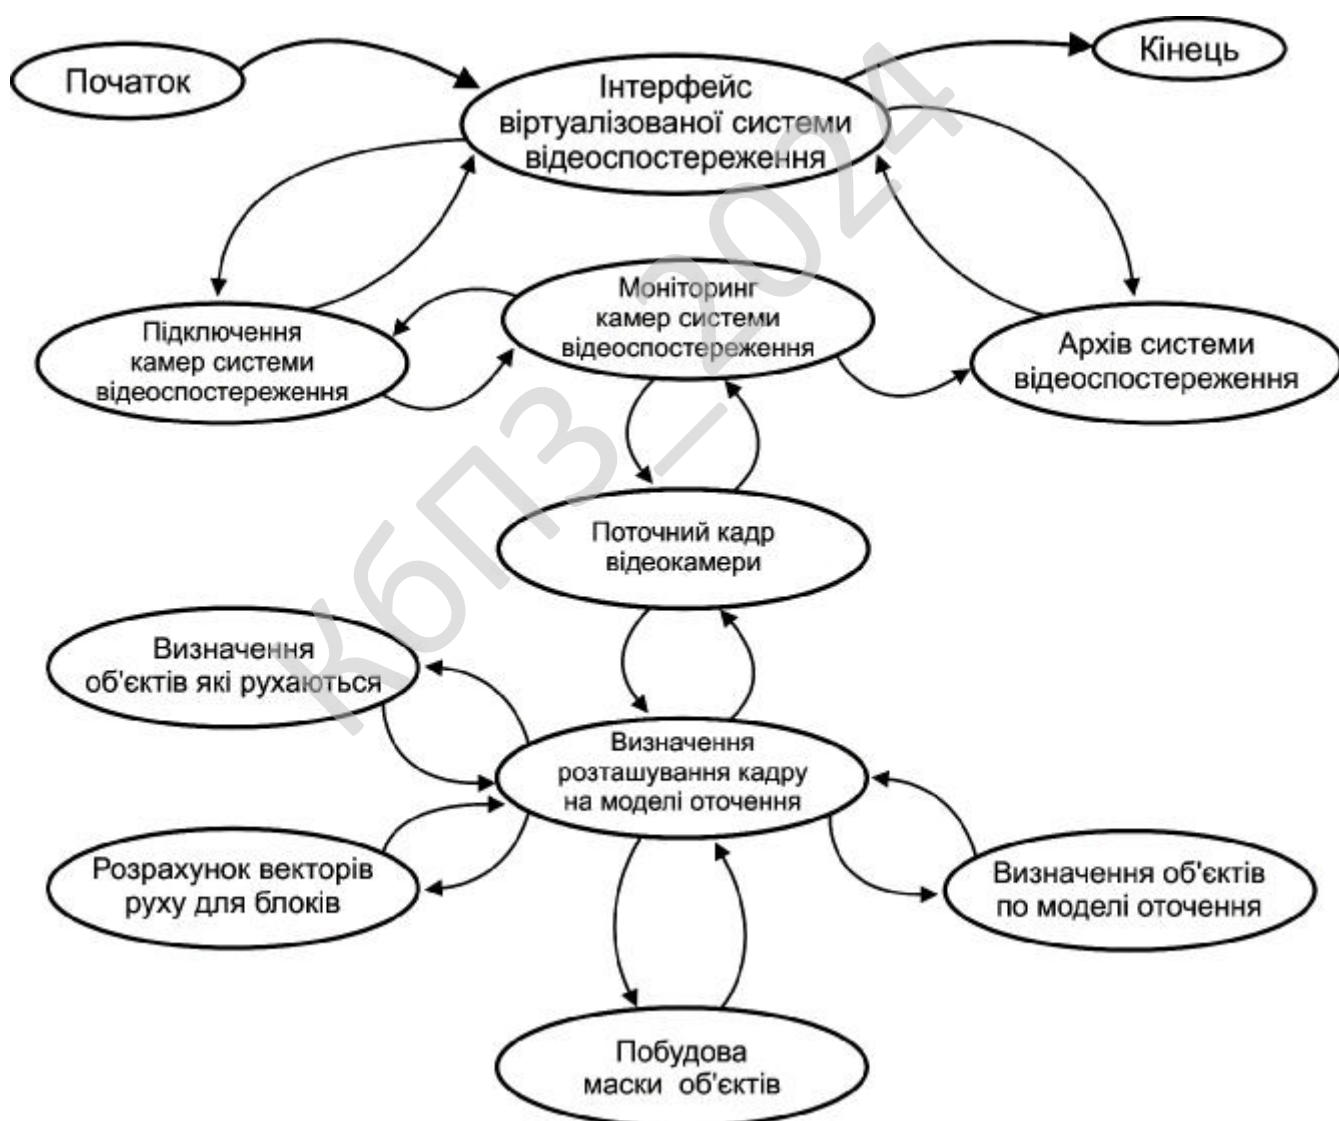 Початок
Кінець
Інтерфейс
віртуалізованої системи
відеоспостереження
Підключення
камер системи
відеоспостереження
Моніторинг
камер системи
відеоспостереження
Архів системи
відеоспостереження
Поточний кадр
відеокамери
Визначення
об'єктів які рухаються
Визначення
розташування кадру
на моделі оточення
Розрахунок векторів
руху для блоків
Визначення об'єктів
по моделі оточення
Побудова
маски об'єктів
КбПЗ_2024